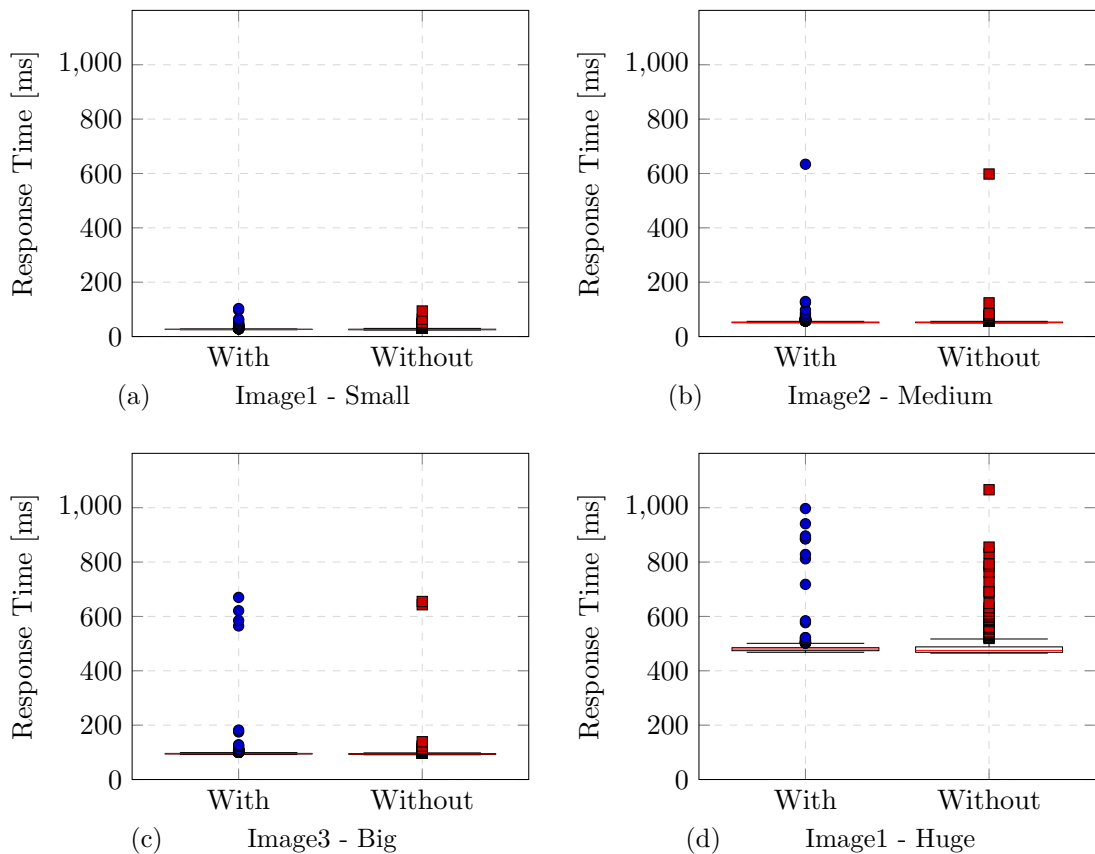 Response Time [ms]
1,000
800
600
400
200
0
With Without
(a) Image1 - Small
Response Time [ms]
1,000
800
600
400
200
0
With Without
(b) Image2 - Medium
Response Time [ms]
1,000
800
600
400
200
0
With Without
(c) Image3 - Big
Response Time [ms]
1,000
800
600
400
200
0
With Without
(d) Image1 - Huge